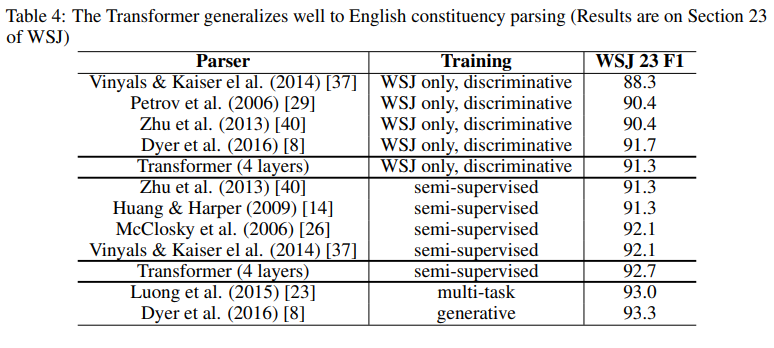 Table 4: The Transformer generalizes well to English constituency parsing (Results are on Section 23
of WSJ)
Parser Training WSJ 23 F1
Vinyals & Kaiser el al. (2014) [37] WSJ only, discriminative 88.3
Petrov et al. (2006) [29] WSJ only, discriminative 90.4
Zhu et al. (2013) [40] WSJ only, discriminative 90.4
Dyer et al. (2016) [8] WSJ only, discriminative 91.7
Transformer (4 layers) WSJ only, discriminative 91.3
Zhu et al. (2013) [40] semi-supervised 91.3
Huang & Harper (2009) [14] semi-supervised 91.3
McClosky et al. (2006) [26] semi-supervised 92.1
Vinyals & Kaiser el al. (2014) [37] semi-supervised 92.1
Transformer (4 layers) semi-supervised 92.7
Luong et al. (2015) [23] multi-task 93.0
Dyer et al. (2016) [8] generative 93.3